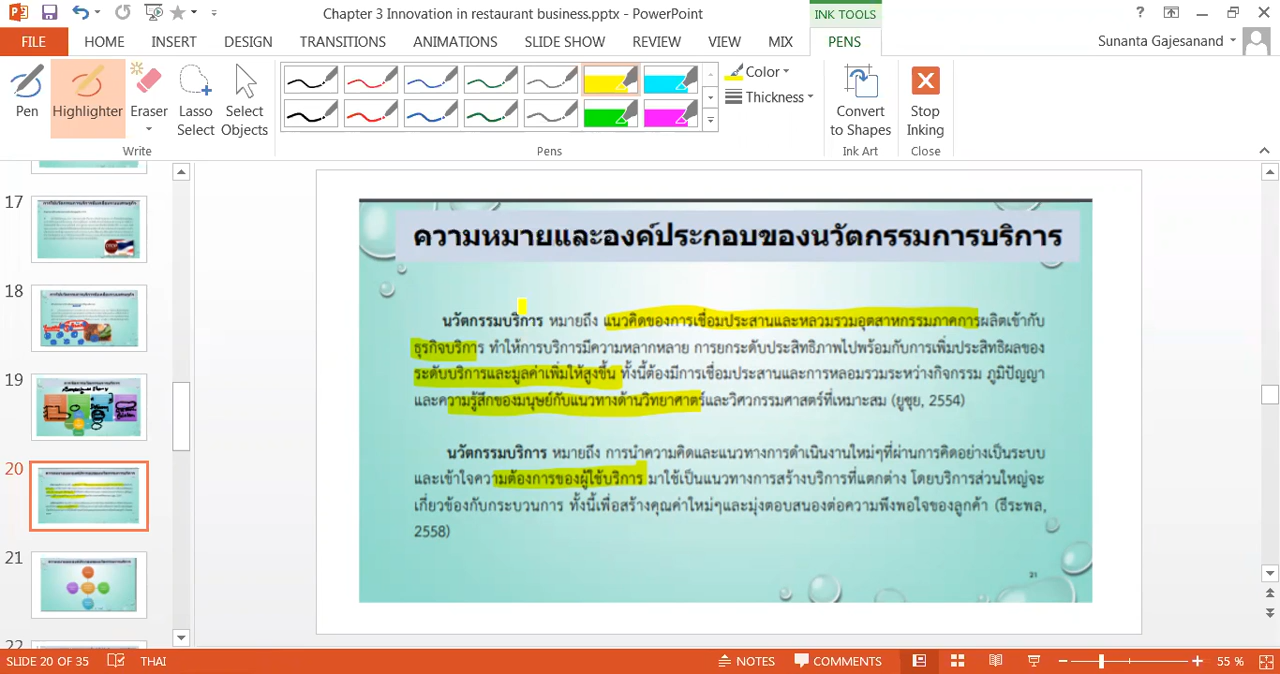 Chapter 3 Innovation in restaurant business.pptx - PowerPoint
INK TOOLS
?
FILE
HOME
INSERT
DESIGN
TRANSITIONS
ANIMATIONS
SLIDE SHOW
REVIEW
VIEW
MIX
PENS
Sunanta Gajesanand
Pen
Highlighter
Eraser
Lasso Select
Select Objects
Color
Thickness
Convert to Shapes
Stop Inking
Write
Pens
Ink Art
Close
17
18
19
20
21
22
ความหมายและองค์ประกอบของนวัตกรรมการบริการ
นวัตกรรมบริการ หมายถึง แนวคิดของการเชื่อมประสานและหลวมรวมอุตสาหกรรมภาคการผลิตเข้ากับ
ธุรกิจบริการ ทำให้การบริการมีความหลากหลาย การยกระดับประสิทธิภาพไปพร้อมกับการเพิ่มประสิทธิผลของ
ระดับบริการและมูลค่าเพิ่มให้สูงขึ้น ทั้งนี้ต้องมีการเชื่อมประสานและการหลอมรวมระหว่างกิจกรรม ภูมิปัญญา
และความรู้สึกของมนุษย์กับแนวทางด้านวิทยาศาตร์และวิศวกรรมศาสตร์ที่เหมาะสม (ยูซุย, 2554)
นวัตกรรมบริการ หมายถึง การนำความคิดและแนวทางการดำเนินงานใหม่ๆที่ผ่านการคิดอย่างเป็นระบบ
และเข้าใจความต้องการของผู้ใช้บริการ มาใช้เป็นแนวทางการสร้างบริการที่แตกต่าง โดยบริการส่วนใหญ่จะ
เกี่ยวข้องกับกระบวนการ ทั้งนี้เพื่อสร้างคุณค่าใหม่ๆและมุ่งตอบสนองต่อความพึงพอใจของลูกค้า (ธีระพล,
2558)
21
SLIDE 20 OF 35
THAI
NOTES
COMMENTS
55 %